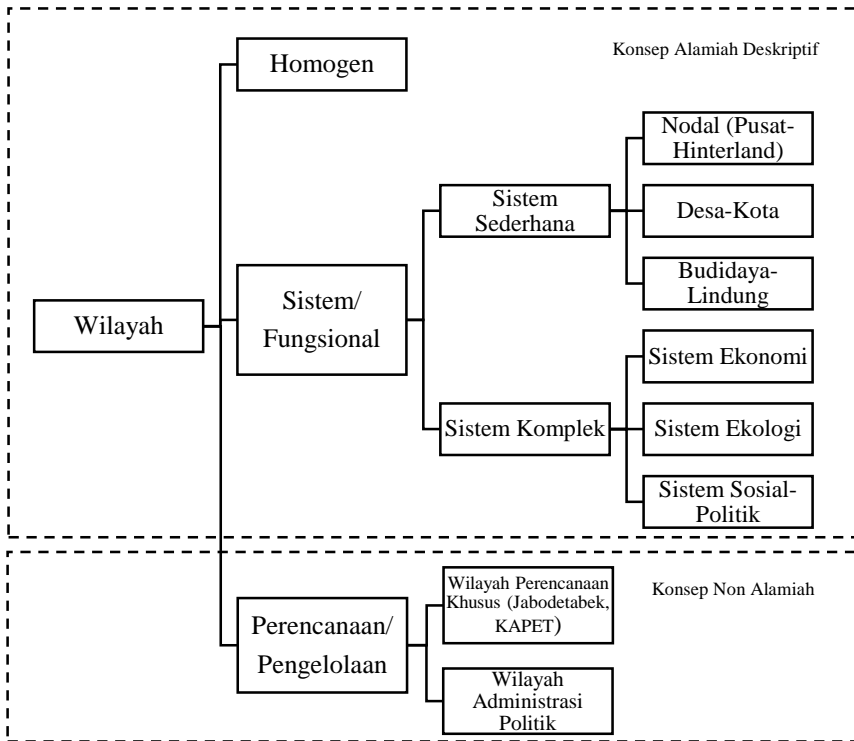 Homogen
Konsep Alamiah Deskriptif
Nodal (Pusat-
Hinterland)
Sistem
Sederhana
Desa-Kota
Budidaya-
Lindung
Wilayah
Sistem/
Fungsional
Sistem Ekonomi
Sistem Komplek
Sistem Ekologi
Sistem Sosial-
Politik
Wilayah Perencanaan
Khusus (Jabodetabek,
KAPET)
Konsep Non Alamiah
Perencanaan/
Pengelolaan
Wilayah
Administrasi
Politik